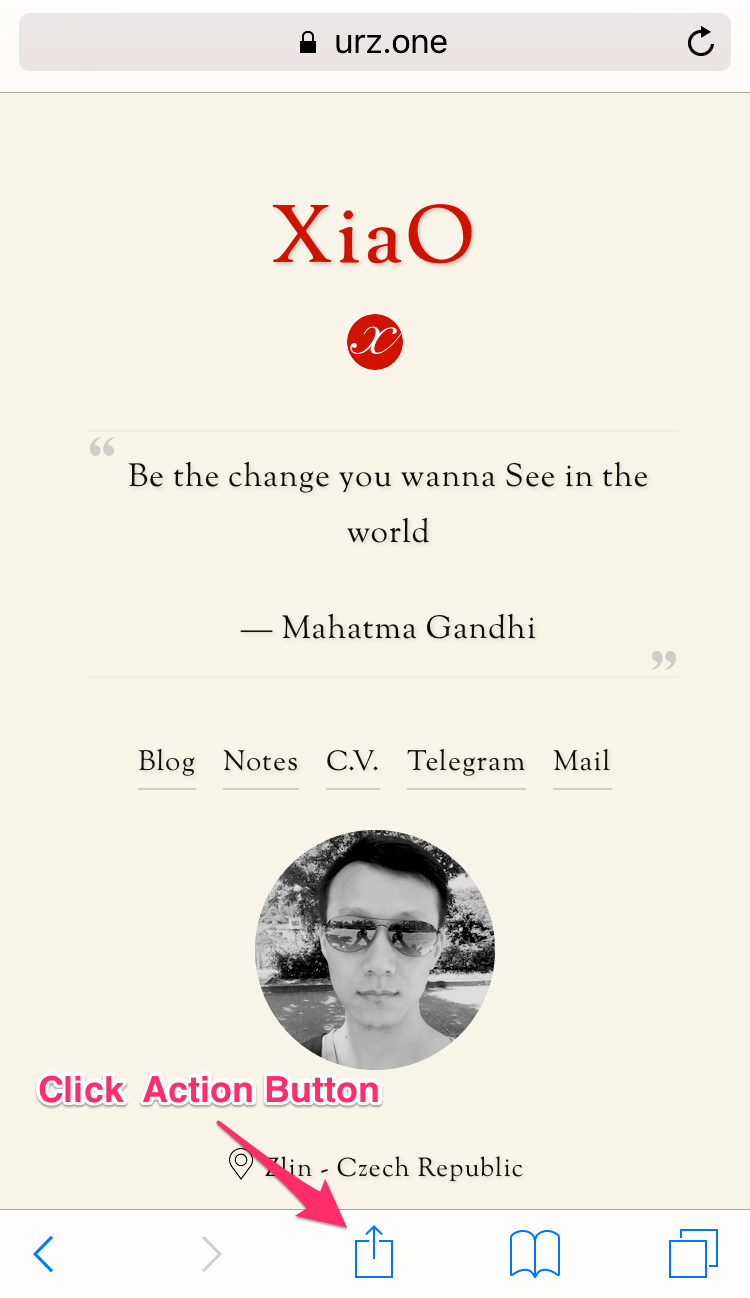 urz.one
XiaO
x
“
Be the change you wanna See in the
world
— Mahatma Gandhi
”
Blog Notes C.V. Telegram Mail
Click Action Button
Zlin - Czech Republic